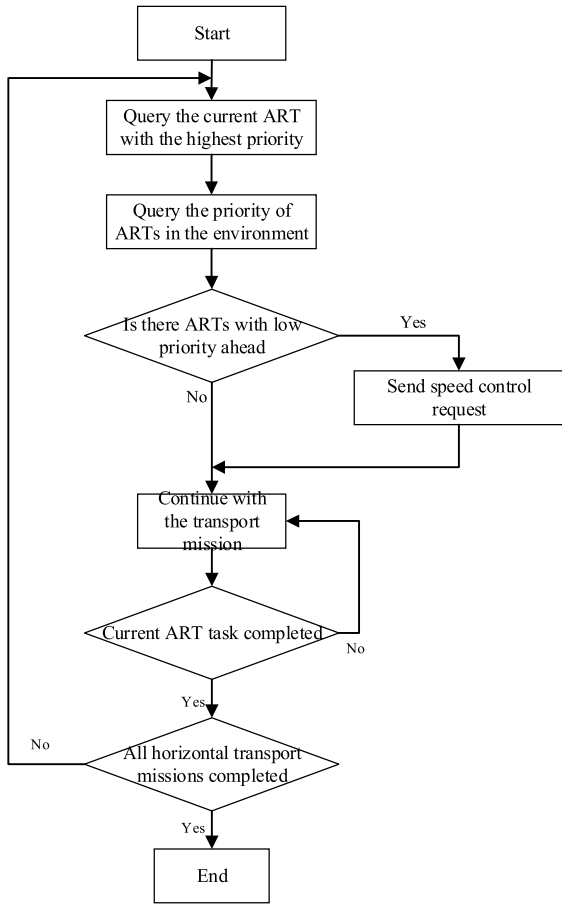 Start
Query the current ART
with the highest priority
Query the priority of
ARTs in the environment
Is there ARTs with low
priority ahead
Yes
Send speed control
request
No
Continue with
the transport
mission
Current ART task completed
No
Yes
All horizontal transport
missions completed
No
Yes
End